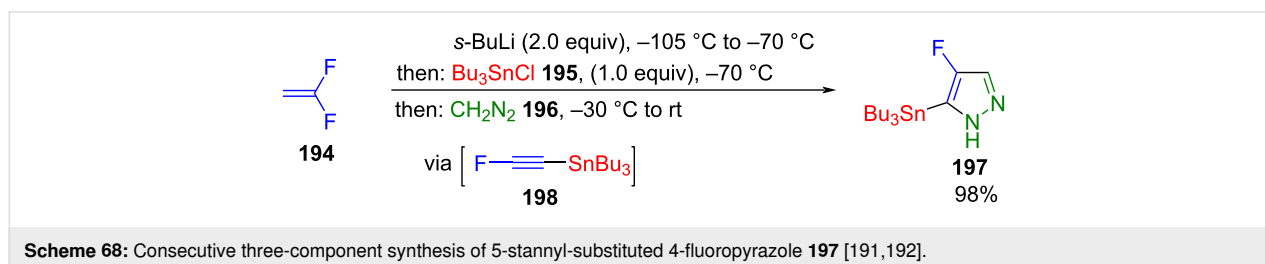 s-BuLi (2.0 equiv), –105 °C to –70 °C
then: Bu₃SnCl 195, (1.0 equiv), –70 °C
then: CH₂N₂ 196, –30 °C to rt
F
F
194
via [ F SnBu₃ ]
198
F
N
N
H
Bu₃Sn
197
98%
Scheme 68: Consecutive three-component synthesis of 5-stannyl-substituted 4-fluoropyrazole 197 [191,192].